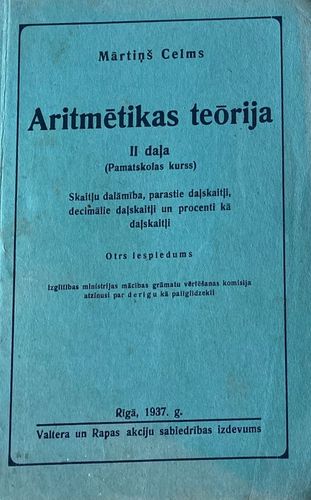 Mārtiņš Celms
Aritmētikas teōrija
II daļa
(Pamatskolas kurss)
Skaitļu dalāmība, parastie daļskaitļi,
decimālie daļskaitļi un procenti kā
daļskaitļi
Otrs iespiedums
Izglītības ministrijas mācības grāmatu vērtēšanas komisija
atzinusi par derīgu kā palīglīdzekli
Rīgā, 1937. g.
Valtera un Rapas akciju sabiedrības izdevums